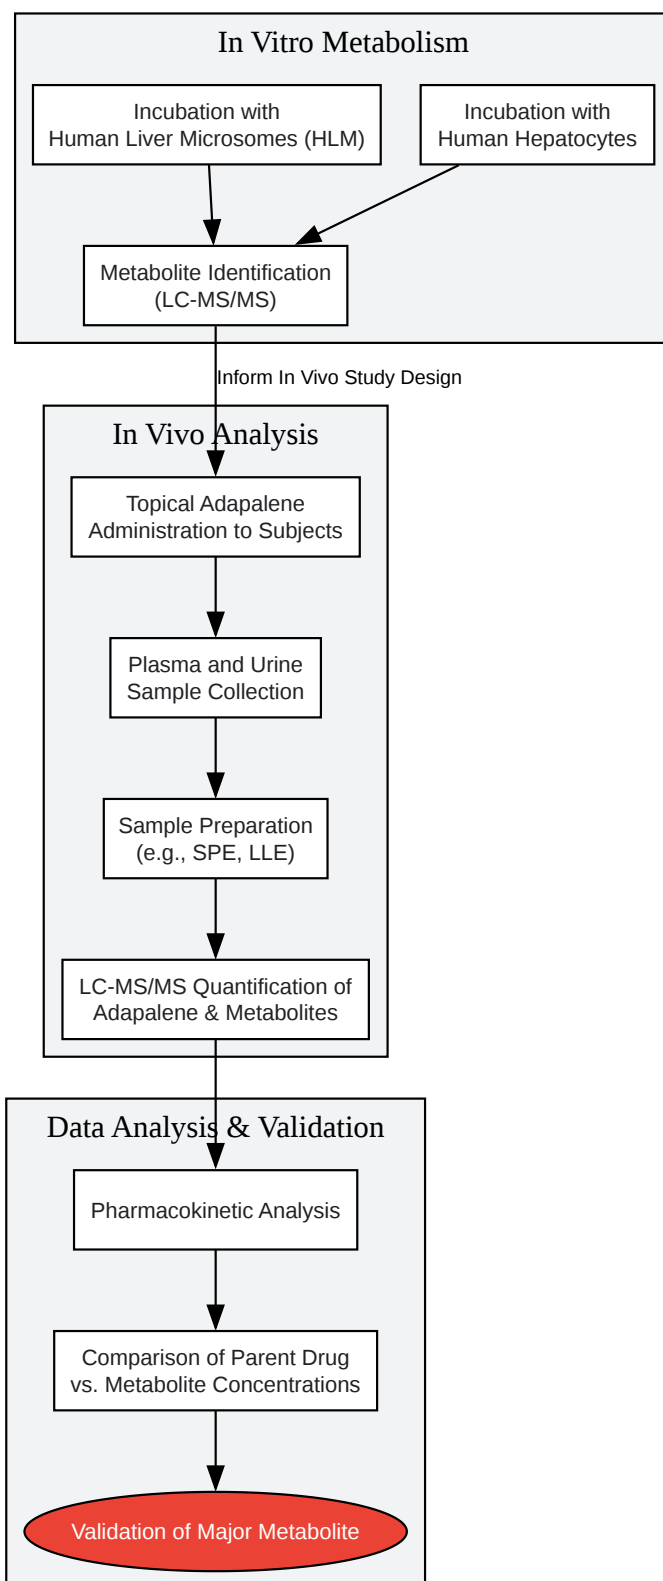 In Vitro Metabolism
Incubation with
Human Liver Microsomes (HLM)
Incubation with
Human Hepatocytes
Metabolite Identification
(LC-MS/MS)
Inform In Vivo Study Design
In Vivo Analysis
Topical Adapalene
Administration to Subjects
Plasma and Urine
Sample Collection
Sample Preparation
(e.g., SPE, LLE)
LC-MS/MS Quantification of
Adapalene & Metabolites
Data Analysis & Validation
Pharmacokinetic Analysis
Comparison of Parent Drug
vs. Metabolite Concentrations
Validation of Major Metabolite